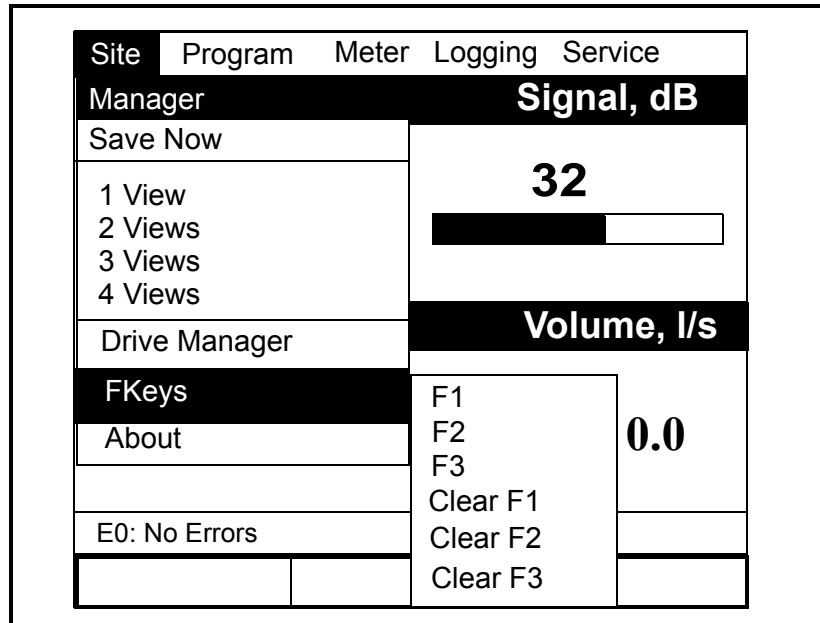 Site Program Meter Logging Service
Manager
Signal, dB
Save Now
32
1 View
2 Views
3 Views
4 Views
Volume, l/s
Drive Manager
FKeys
F1
F2
F3
Clear F1
Clear F2
Clear F3
About
0.0
E0: No Errors